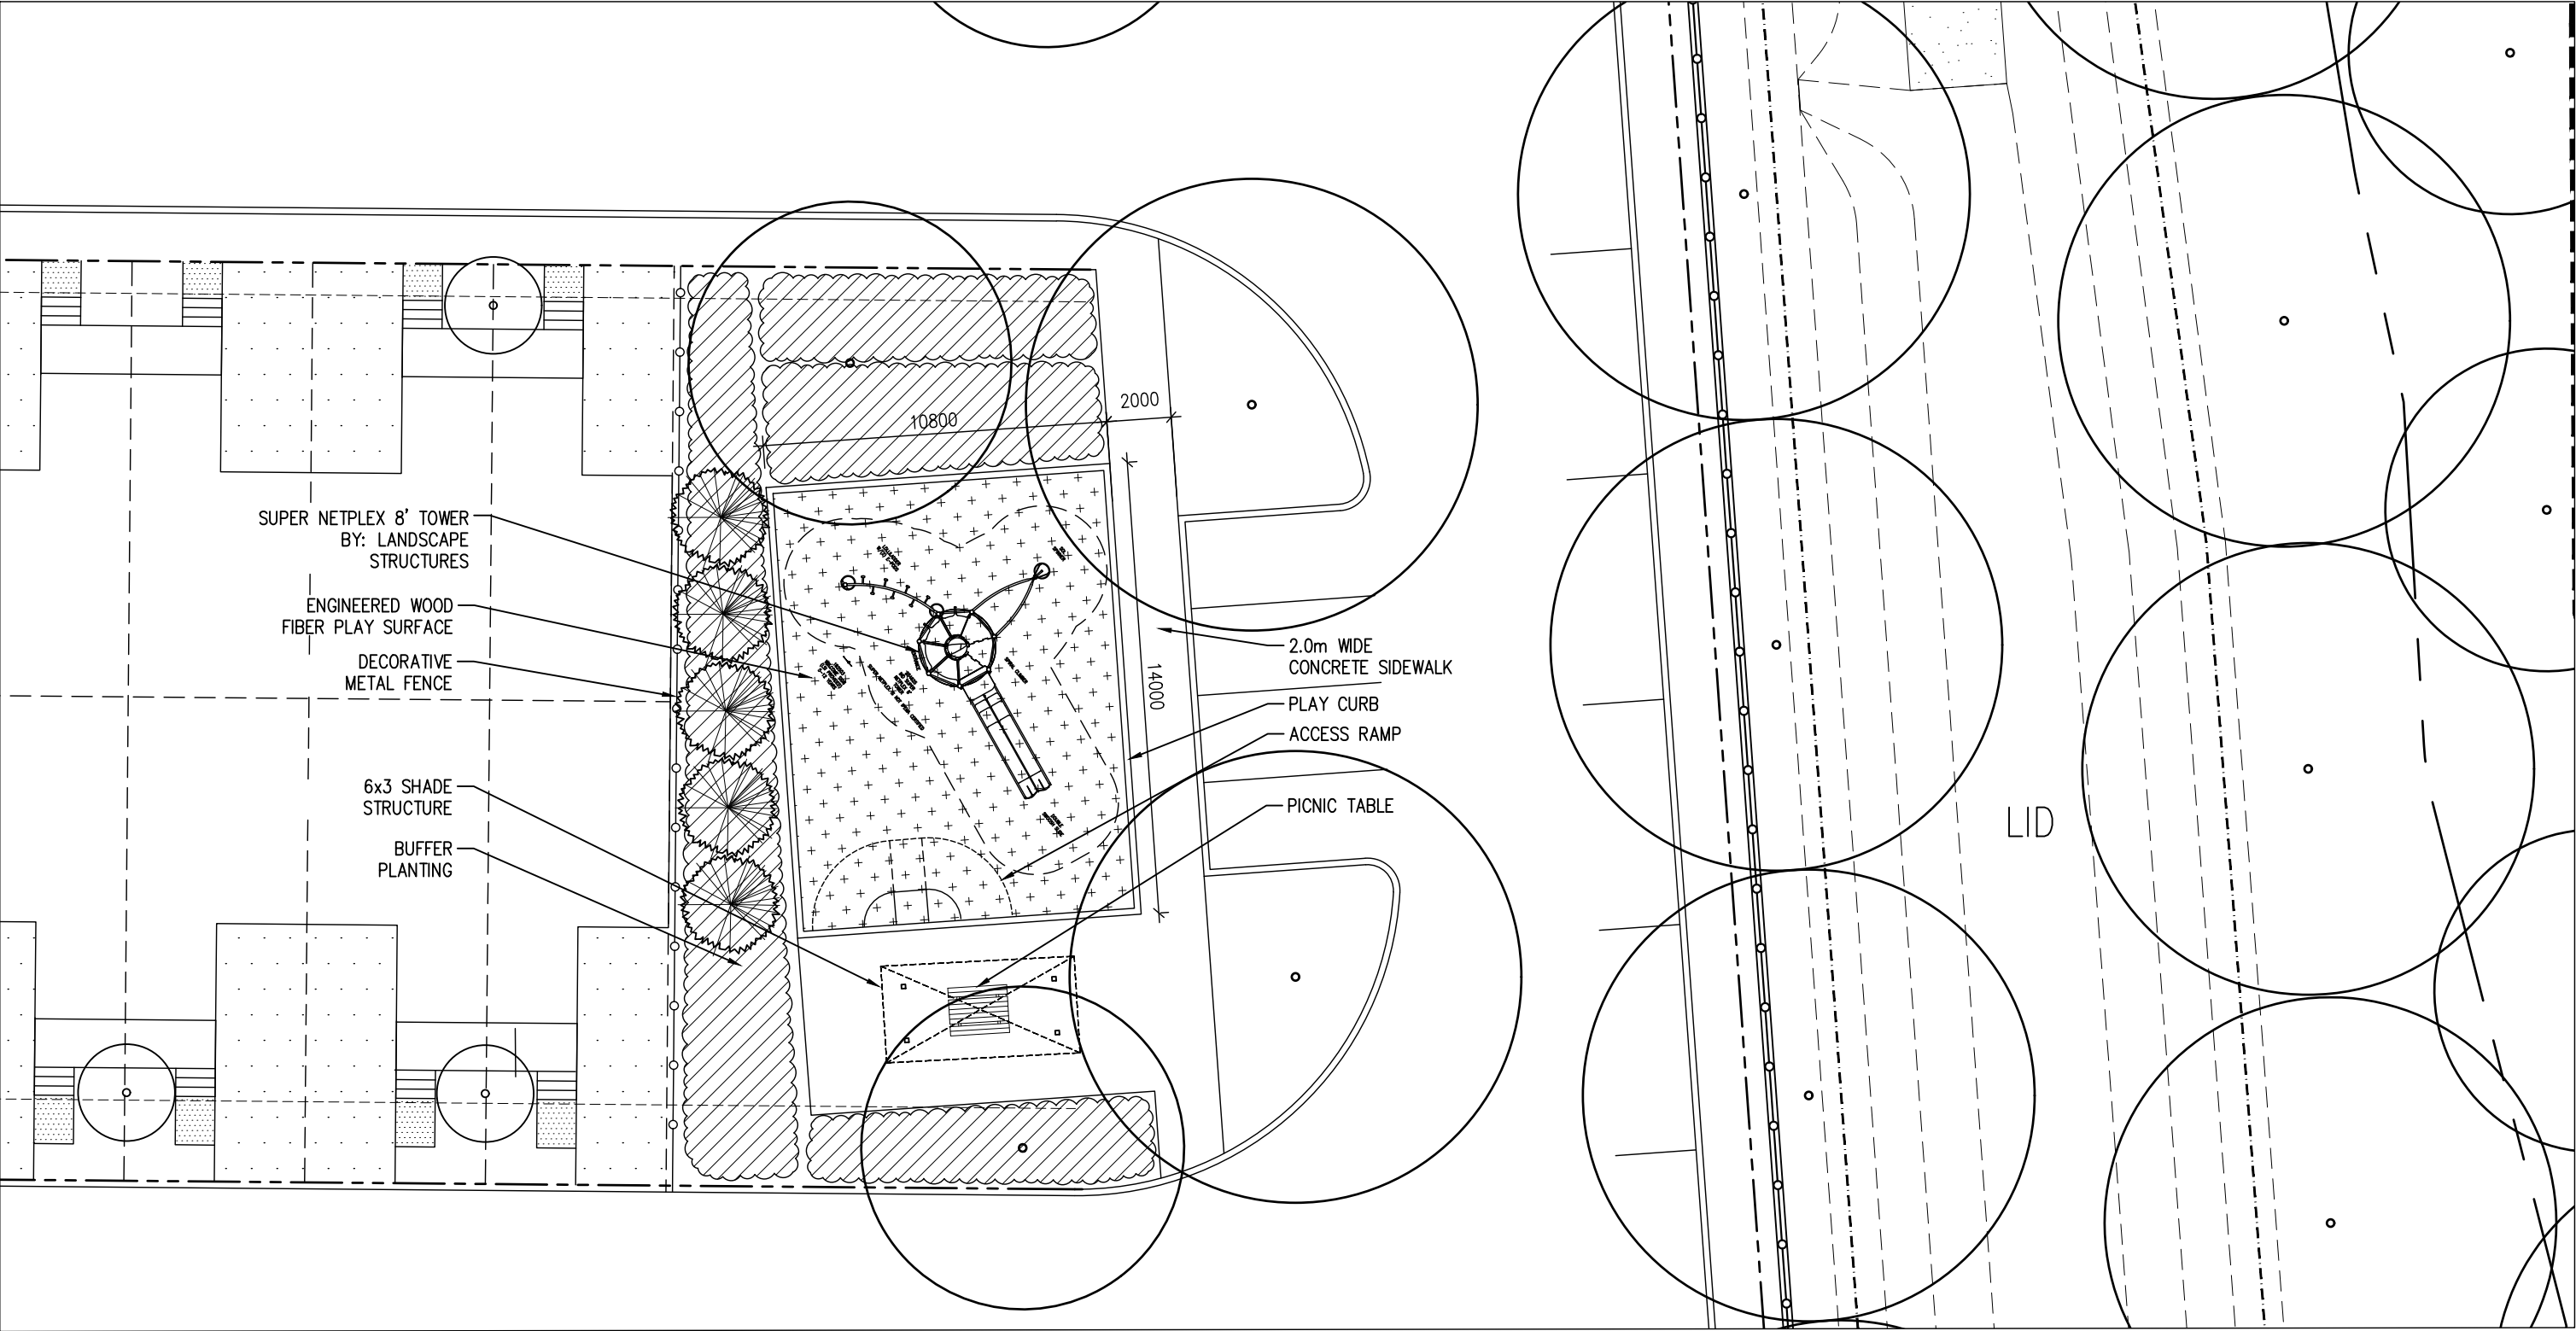 10800
2000
SUPER NETPLEX 8' TOWER
BY: LANDSCAPE
STRUCTURES
ENGINEERED WOOD
FIBER PLAY SURFACE
DECORATIVE
METAL FENCE
6x3 SHADE
STRUCTURE
BUFFER
PLANTING
14000
2.0m WIDE
CONCRETE SIDEWALK
PLAY CURB
ACCESS RAMP
PICNIC TABLE
LID